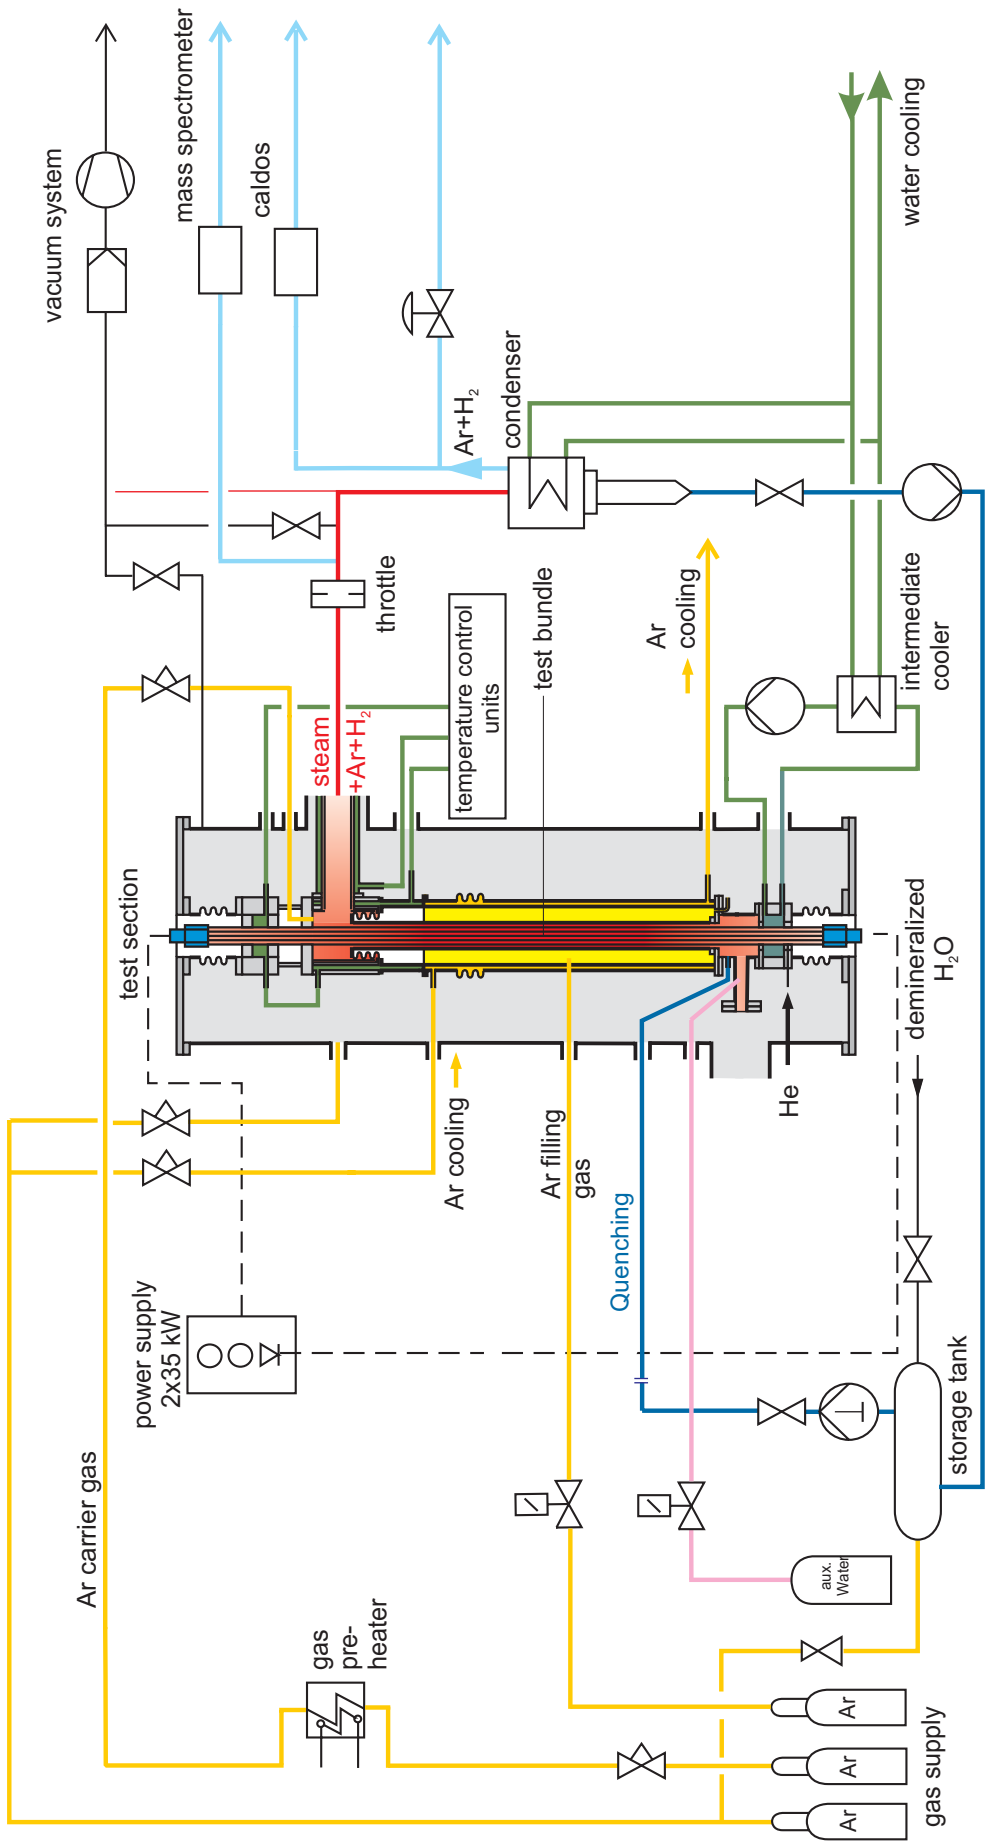 vacuum system
mass spectrometer
caldos
Ar+H₂
condenser
water cooling
throttle
steam
+Ar+H₂
temperature control
units
test bundle
Ar
cooling
intermediate
cooler
test section
demineralized
H₂O
He
Ar cooling
Ar filling
gas
Quenching
power supply
2x35 kW
storage tank
Ar carrier gas
gas
pre-
heater
aux.
Water
Ar
Ar
Ar
gas supply